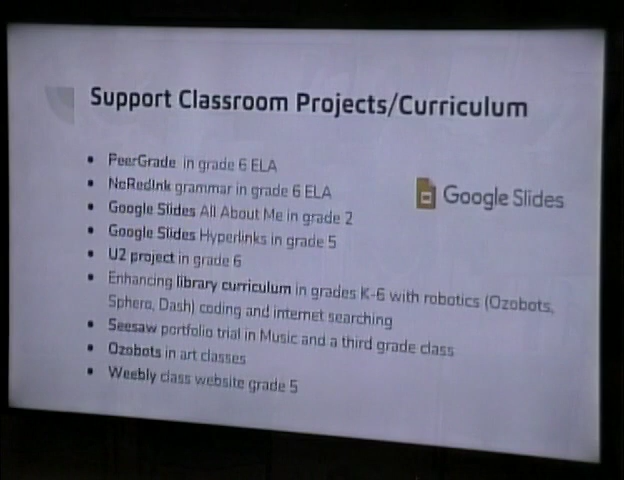 Support Classroom Projects/Curriculum
• PeerGrade in grade 6 ELA
• NoRedInk grammar in grade 6 ELA
• Google Slides All About Me in grade 2
• Google Slides Hyperlinks in grade 5
• U2 project in grade 6
• Enhancing library curriculum in grades K-6 with robotics (Ozobots,
Sphero, Dash) coding and internet searching
• Seesaw portfolio trial in Music and a third grade class
• Ozobots in art classes
• Weebly class website grade 5
Google Slides